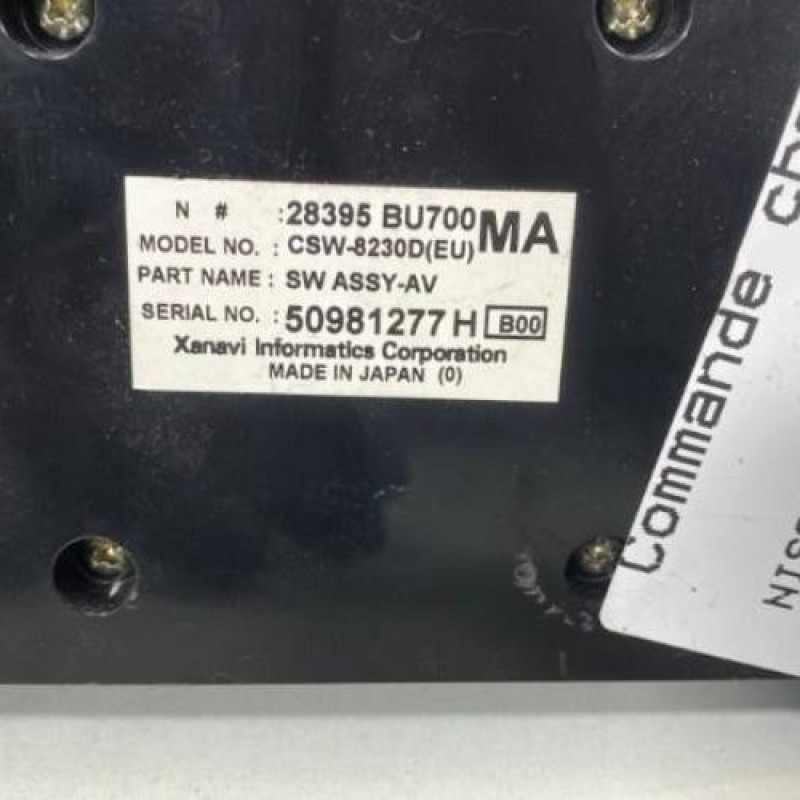 N # : 28395 BU700 MA
MODEL NO. : CSW-8230D(EU)
PART NAME : SW ASSY-AV
SERIAL NO. : 50981277 H B00
Xanavi Informatics Corporation
MADE IN JAPAN (0)
Commande